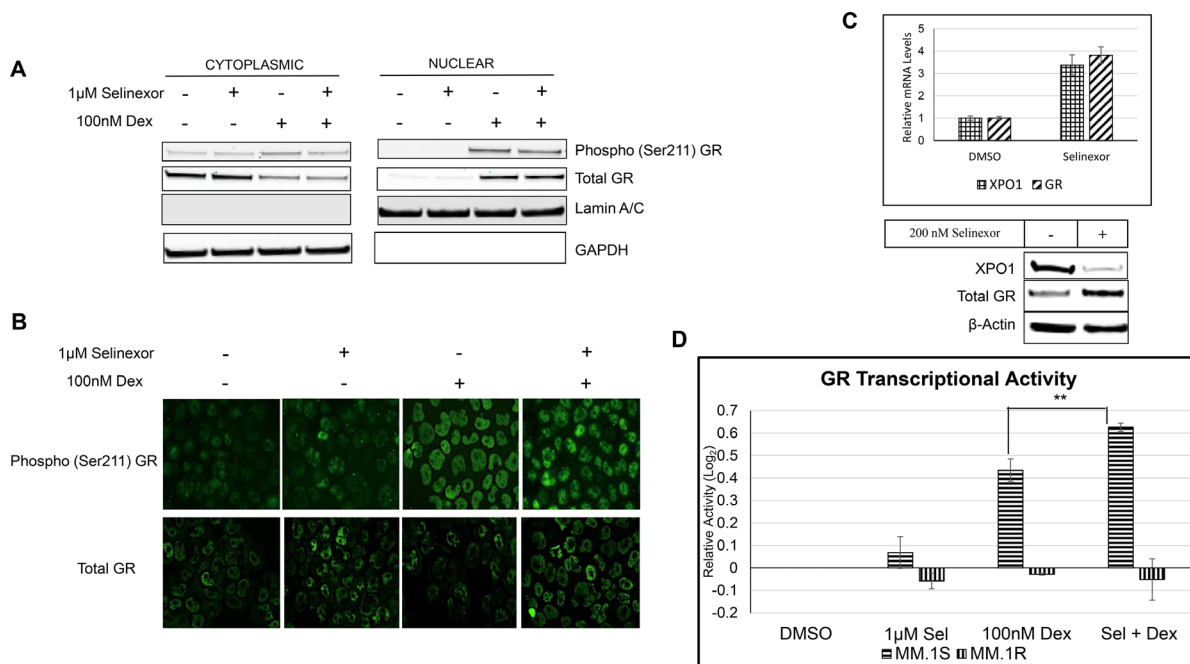 A
CYTOPLASMIC
NUCLEAR
1µM Selinexor - + - + - + - +
100nM Dex - - + + - - + +
Phospho (Ser211) GR
Total GR
Lamin A/C
GAPDH
B
1µM Selinexor - + - +
100nM Dex - - + +
Phospho (Ser211) GR
Total GR
C
Relative mRNA Levels
5
4
3
2
1
0
DMSO Selinexor
XPO1 GR
200 nM Selinexor - +
XPO1
Total GR
β-Actin
D
GR Transcriptional Activity
**
Relative Activity (Log2)
0.7
0.6
0.5
0.4
0.3
0.2
0.1
0
-0.1
-0.2
DMSO 1µM Sel 100nM Dex Sel + Dex
MM.1S MM.1R